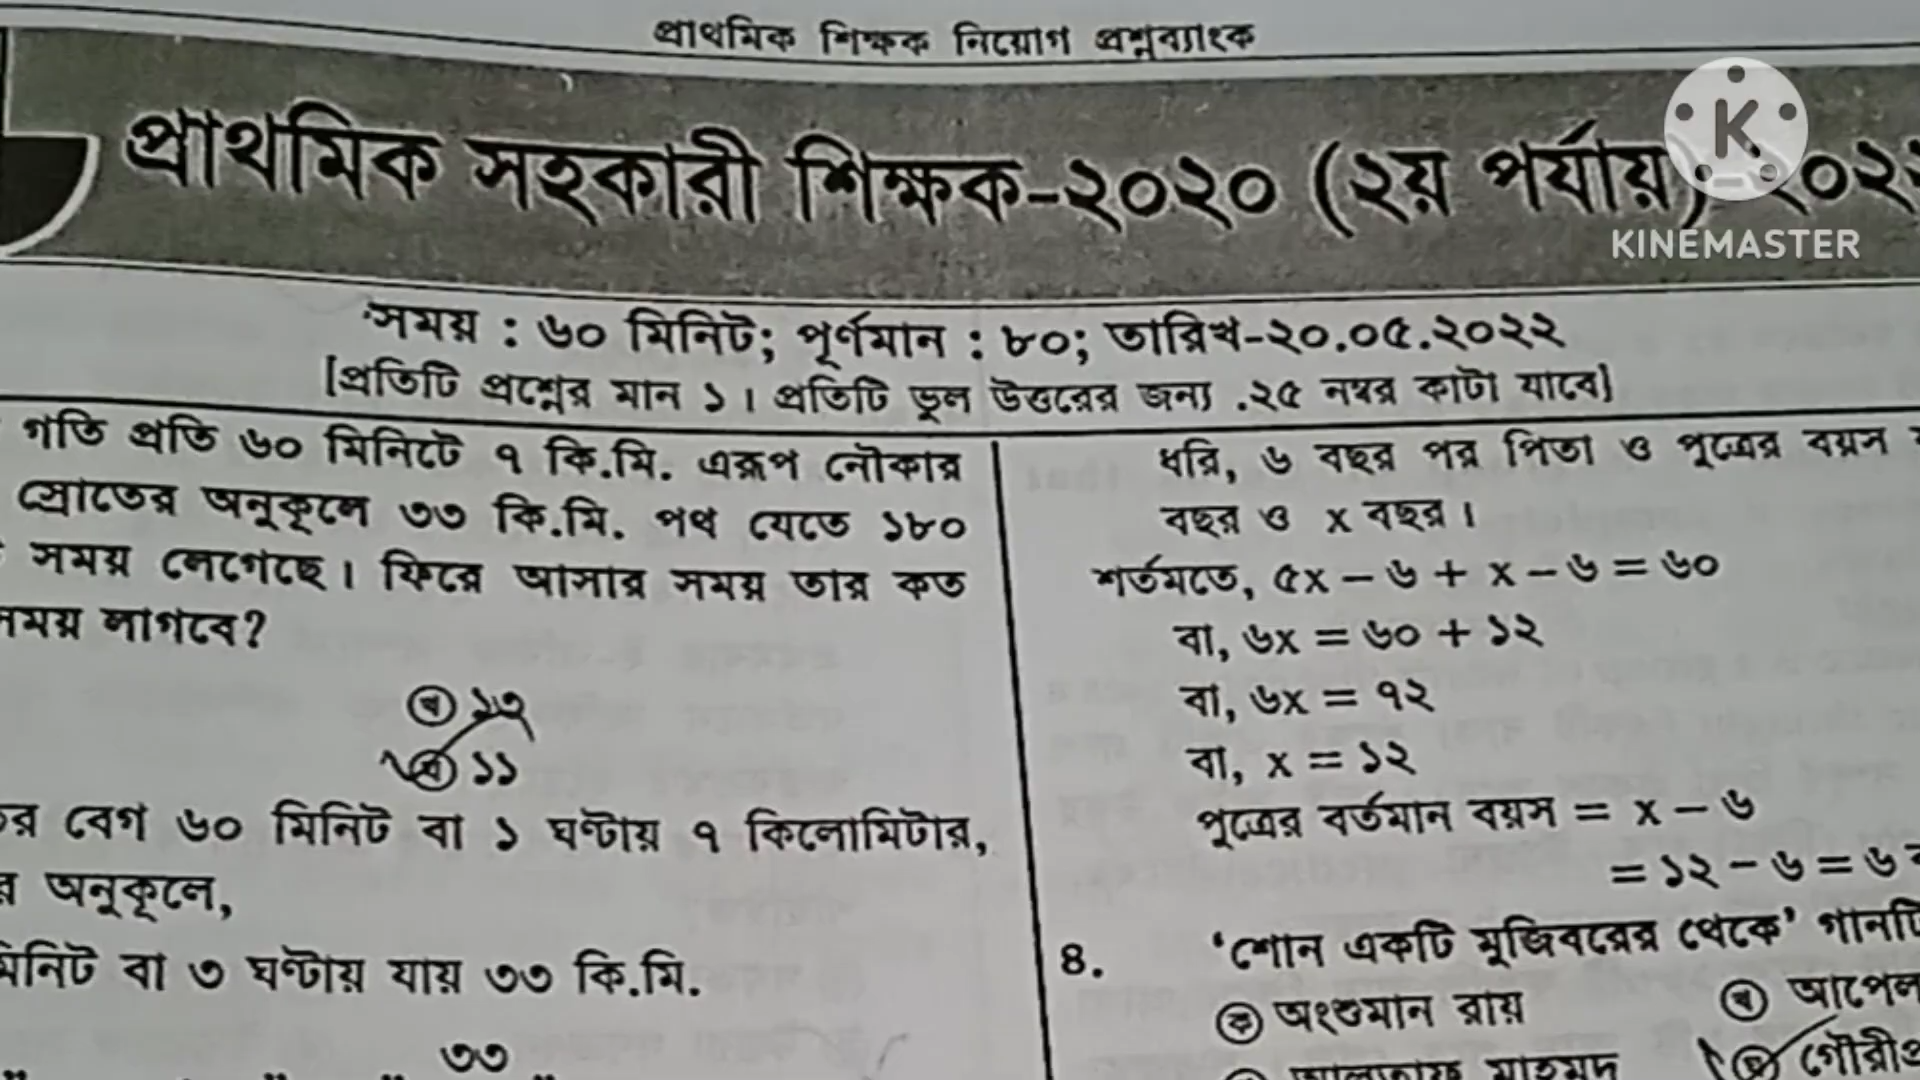 প্রাথমিক শিক্ষক নিয়োগ প্রশ্নব্যাংক
প্রাথমিক সহকারী শিক্ষক-২০২০ (২য় পর্যায়)
KINEMASTER
সময় : ৬০ মিনিট; পূর্ণমান : ৮০; তারিখ-২০.০৫.২০২২
[প্রতিটি প্রশ্নের মান ১। প্রতিটি ভুল উত্তরের জন্য .২৫ নম্বর কাটা যাবে]
গতি প্রতি ৬০ মিনিটে ৭ কি.মি. এরূপ নৌকার
স্রোতের অনুকূলে ৩৩ কি.মি. পথ যেতে ১৮০
সময় লেগেছে। ফিরে আসার সময় তার কত
সময় লাগবে?
খ ১৩
ঘ ১১
বেগ ৬০ মিনিট বা ১ ঘণ্টায় ৭ কিলোমিটার,
অনুকূলে,
মিনিট বা ৩ ঘণ্টায় যায় ৩৩ কি.মি.
৩৩
ধরি, ৬ বছর পর পিতা ও পুত্রের বয়স
বছর ও x বছর।
শর্তমতে, ৫x – ৬ + x – ৬ = ৬০
বা, ৬x = ৬০ + ১২
বা, ৬x = ৭২
বা, x = ১২
পুত্রের বর্তমান বয়স = x – ৬
= ১২ – ৬ = ৬
৪. ‘শোন একটি মুজিবরের থেকে’ গানটি
ক অংশুমান রায় খ আপেল
আলতাফ মাহমুদ ঘ গৌরীপ্র